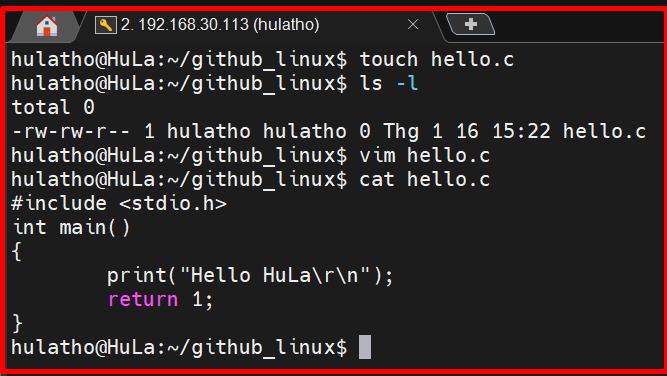 2. 192.168.30.113 (hulatho)
hulatho@HuLa:~/github_linux$ touch hello.c
hulatho@HuLa:~/github_linux$ ls -l
total 0
-rw-rw-r-- 1 hulatho hulatho 0 Thg 1 16 15:22 hello.c
hulatho@HuLa:~/github_linux$ vim hello.c
hulatho@HuLa:~/github_linux$ cat hello.c
#include <stdio.h>
int main()
{
        print("Hello HuLa\r\n");
        return 1;
}
hulatho@HuLa:~/github_linux$